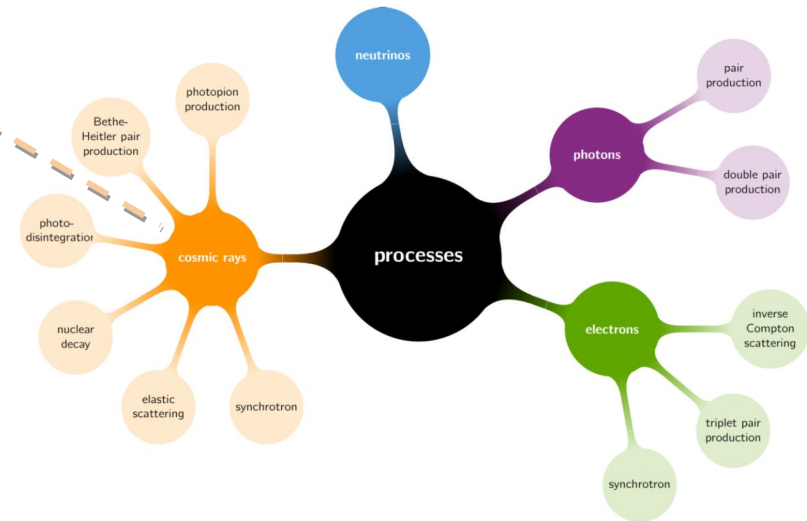 neutrinos
photopion
production
Bethe-
Heitler pair
production
photo-
disintegration
cosmic rays
nuclear
decay
elastic
scattering
synchrotron
processes
photons
pair
production
double pair
production
electrons
inverse
Compton
scattering
triplet pair
production
synchrotron